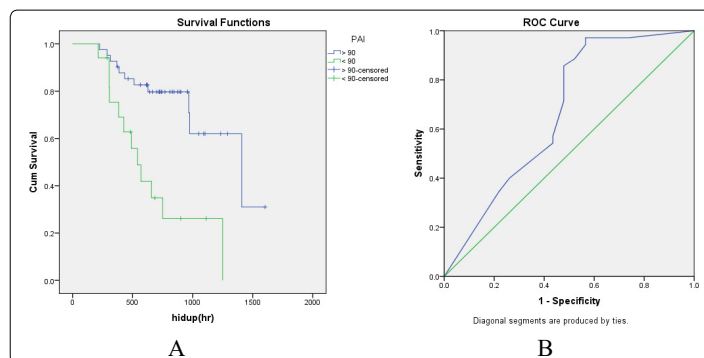 Survival Functions
PAI
> 90
< 90
> 90-censored
< 90-censored
Cum Survival
1.0
0.8
0.6
0.4
0.2
0.0
0
500
1000
1500
2000
hidup(hr)
A
ROC Curve
Sensitivity
1.0
0.8
0.6
0.4
0.2
0.0
0.0
0.2
0.4
0.6
0.8
1.0
1 - Specificity
Diagonal segments are produced by ties.
B